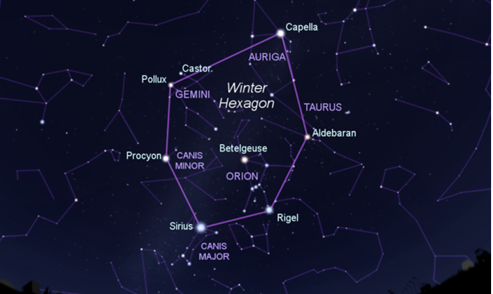 Capella
AURIGA
Castor
Pollux
GEMINI
Winter
Hexagon
TAURUS
Aldebaran
Betelgeuse
Procyon
CANIS
MINOR
ORION
Rigel
Sirius
CANIS
MAJOR